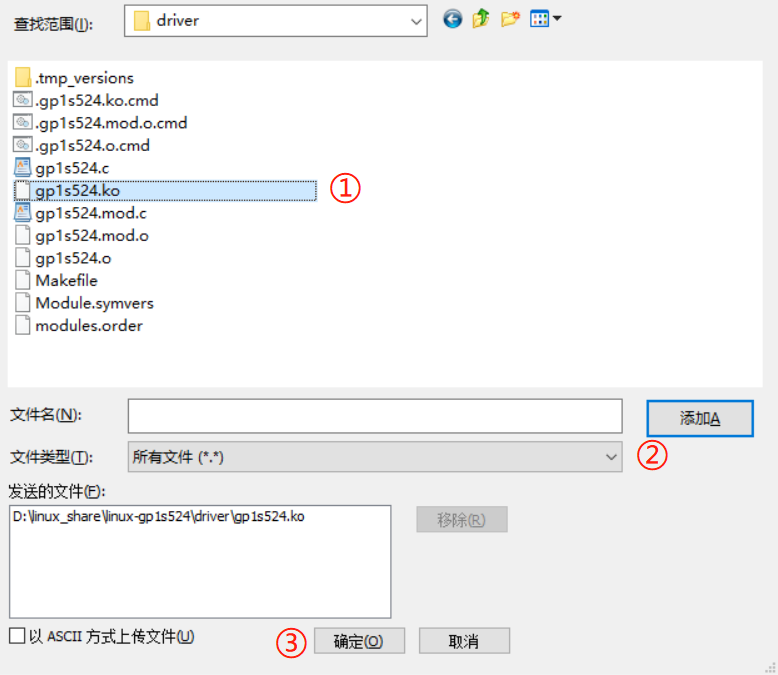 查找范围(I):
driver
.tmp_versions
.gp1s524.ko.cmd
.gp1s524.mod.o.cmd
.gp1s524.o.cmd
gp1s524.c
gp1s524.ko
①
gp1s524.mod.c
gp1s524.mod.o
gp1s524.o
Makefile
Module.symvers
modules.order
文件名(N):
添加A
文件类型(T):
所有文件 (*.*)
②
发送的文件(F):
D:\linux_share\linux-gp1s524\driver\gp1s524.ko
移除(R)
以 ASCII 方式上传文件(U)
③
确定(O)
取消